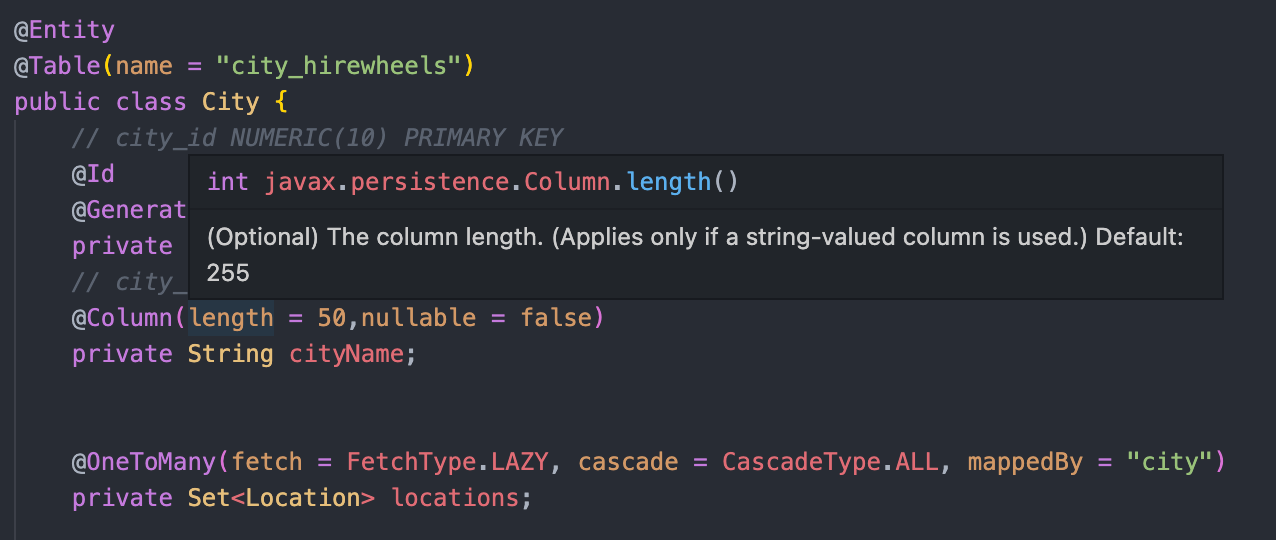 @Entity
@Table(name = "city_hirewheels")
public class City {
// city_id NUMERIC(10) PRIMARY KEY
@Id
int javax.persistence.Column.length()
@Generat
(Optional) The column length. (Applies only if a string-valued column is used.) Default:
private
255
// city_
@Column(length = 50,nullable = false)
private String cityName;
@OneToMany(fetch = FetchType.LAZY, cascade = CascadeType.ALL, mappedBy = "city")
private Set<Location> locations;